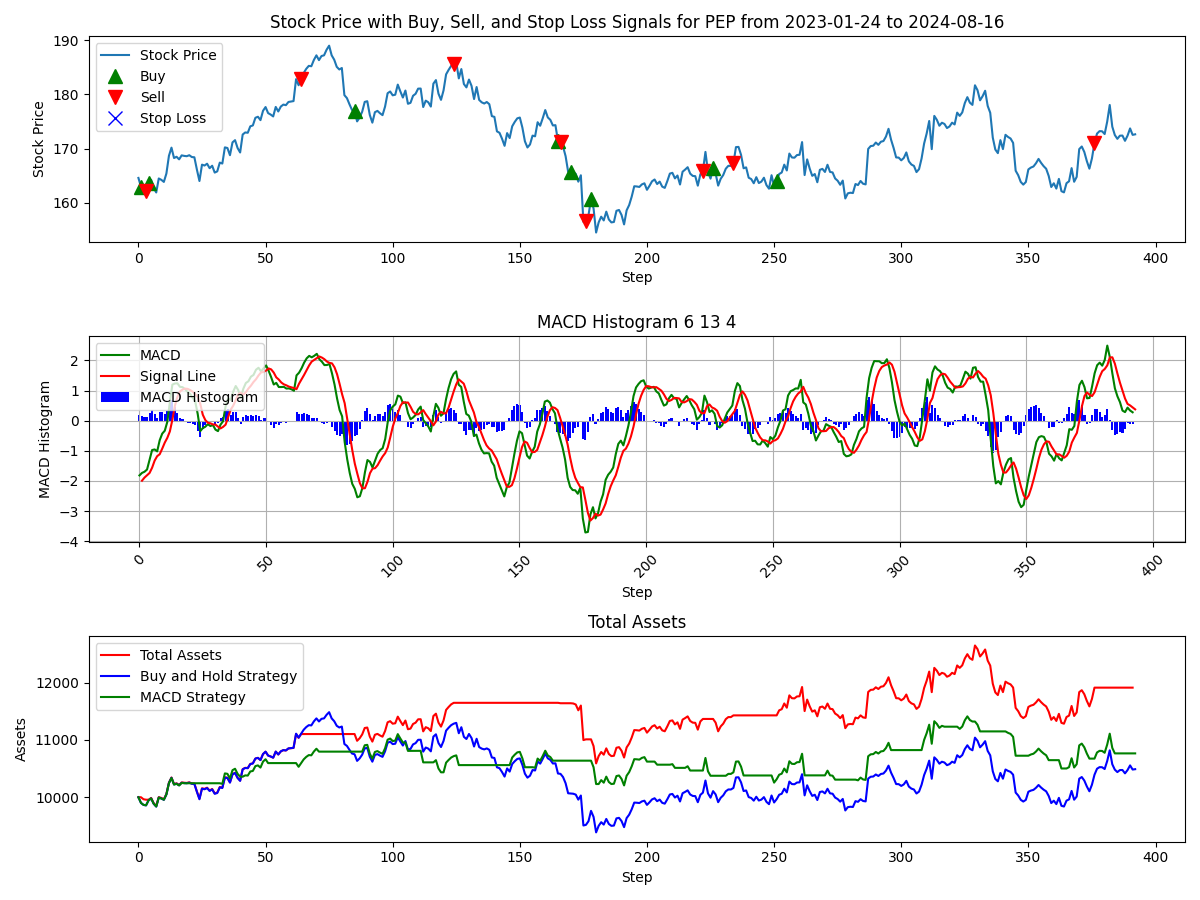 Stock Price with Buy, Sell, and Stop Loss Signals for PEP from 2023-01-24 to 2024-08-16
Stock Price
190
180
170
160
Stock Price
Buy
Sell
Stop Loss
0 50 100 150 200 250 300 350 400
Step
MACD Histogram 6 13 4
MACD Histogram
2
1
0
−1
−2
−3
−4
MACD
Signal Line
MACD Histogram
0 50 100 150 200 250 300 350 400
Step
Total Assets
Assets
12000
11000
10000
Total Assets
Buy and Hold Strategy
MACD Strategy
0 50 100 150 200 250 300 350 400
Step